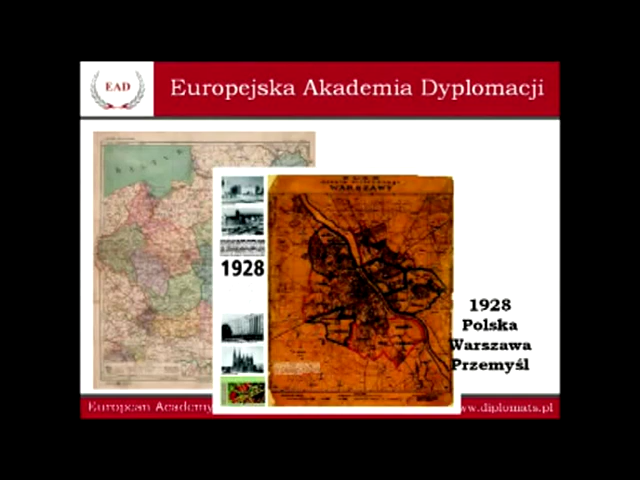 EAD
Europejska Akademia Dyplomacji
WARSZAWY
1928
1928
Polska
Warszawa
Przemyśl
European Academy
www.diplomats.pl